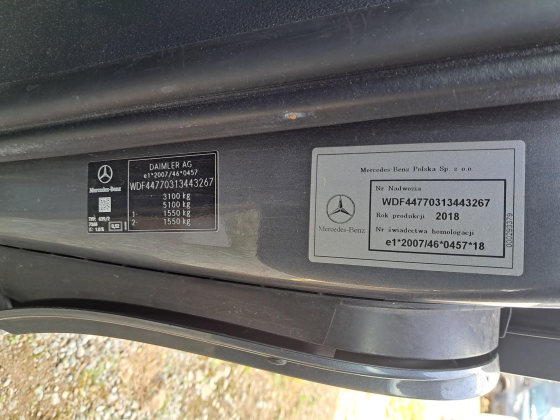 DAIMLER AG
e1*2007/46*0457
WDF44770313443267
3100 kg
5100 kg
1- 1550 kg
2- 1550 kg
Mercedes-Benz
Mercedes-Benz Polska Sp. z o.o
Nr Nadwozia
WDF44770313443267
Rok produkcji 2018
Nr świadectwa homologacji
e1*2007/46*0457*18
Mercedes-Benz